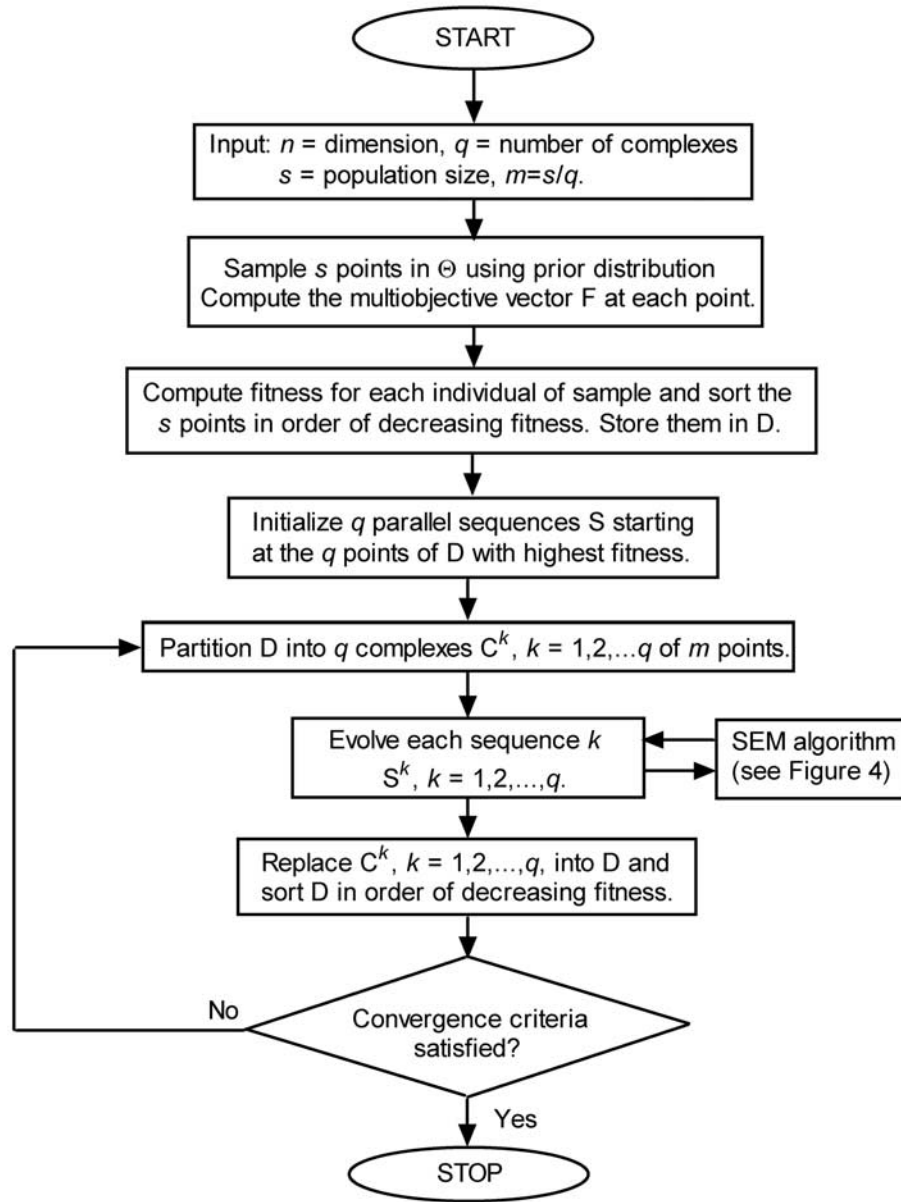 START
Input: n = dimension, q = number of complexes
s = population size, m=s/q.
Sample s points in Θ using prior distribution
Compute the multiobjective vector F at each point.
Compute fitness for each individual of sample and sort the
s points in order of decreasing fitness. Store them in D.
Initialize q parallel sequences S starting
at the q points of D with highest fitness.
Partition D into q complexes C^k, k = 1,2,...q of m points.
Evolve each sequence k
S^k, k = 1,2,...,q.
SEM algorithm
(see Figure 4)
Replace C^k, k = 1,2,...,q, into D and
sort D in order of decreasing fitness.
No
Convergence criteria
satisfied?
Yes
STOP